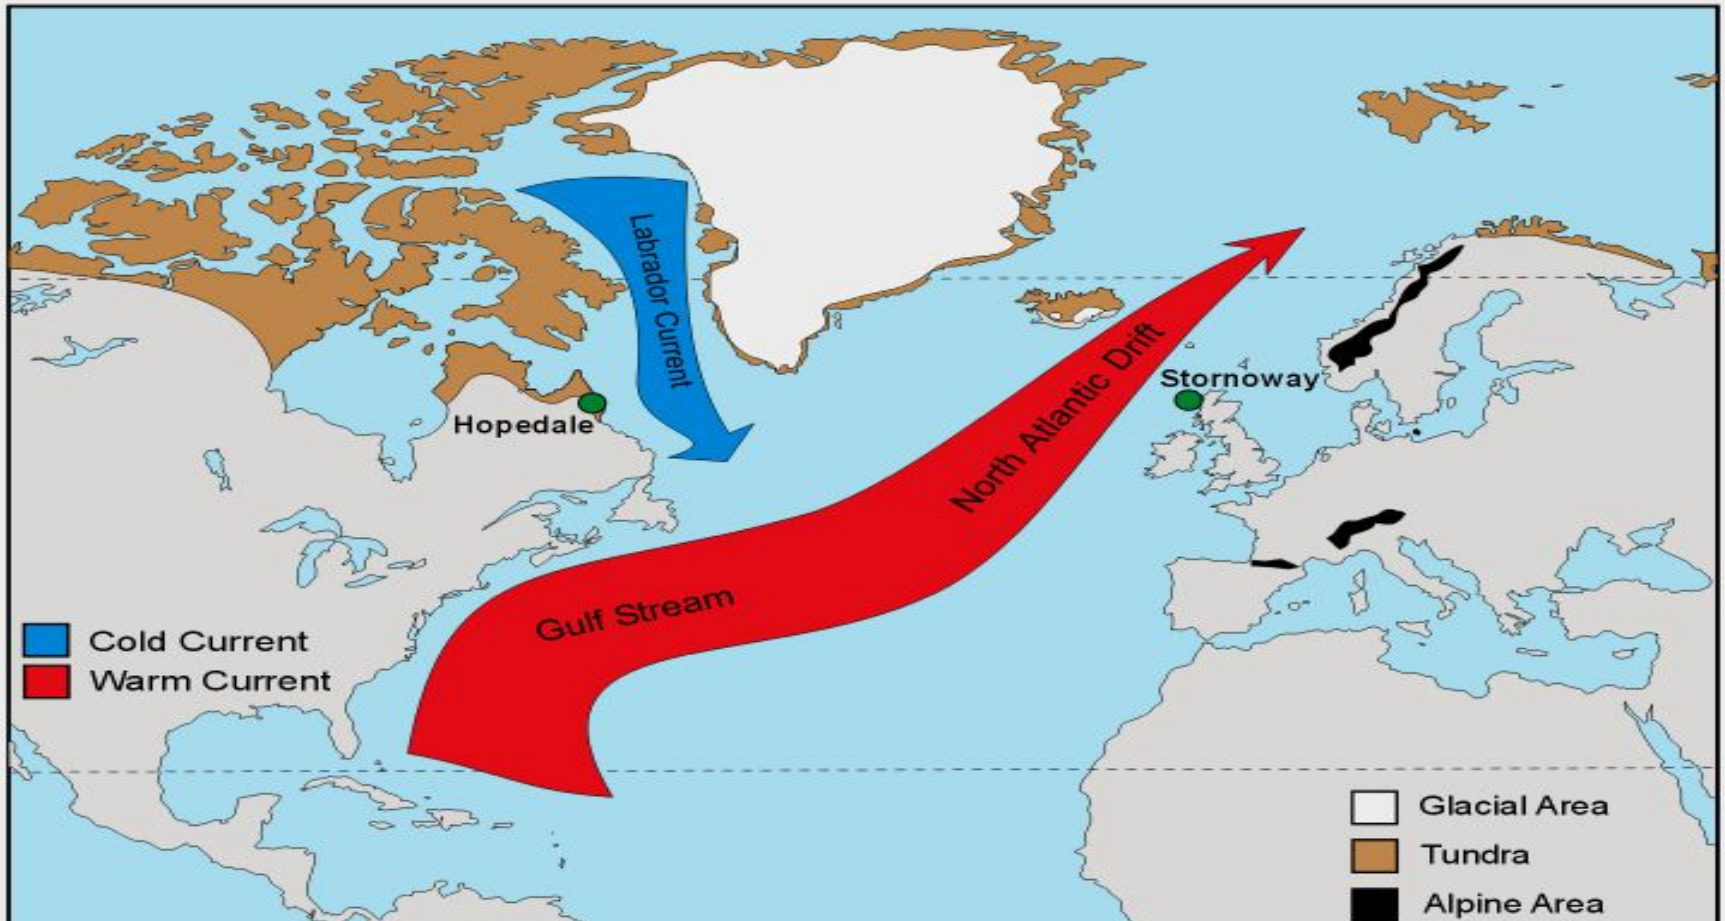 Labrador Current
North Atlantic Drift
Stornoway
Hopedale
Gulf Stream
Cold Current
Warm Current
Glacial Area
Tundra
Alpine Area